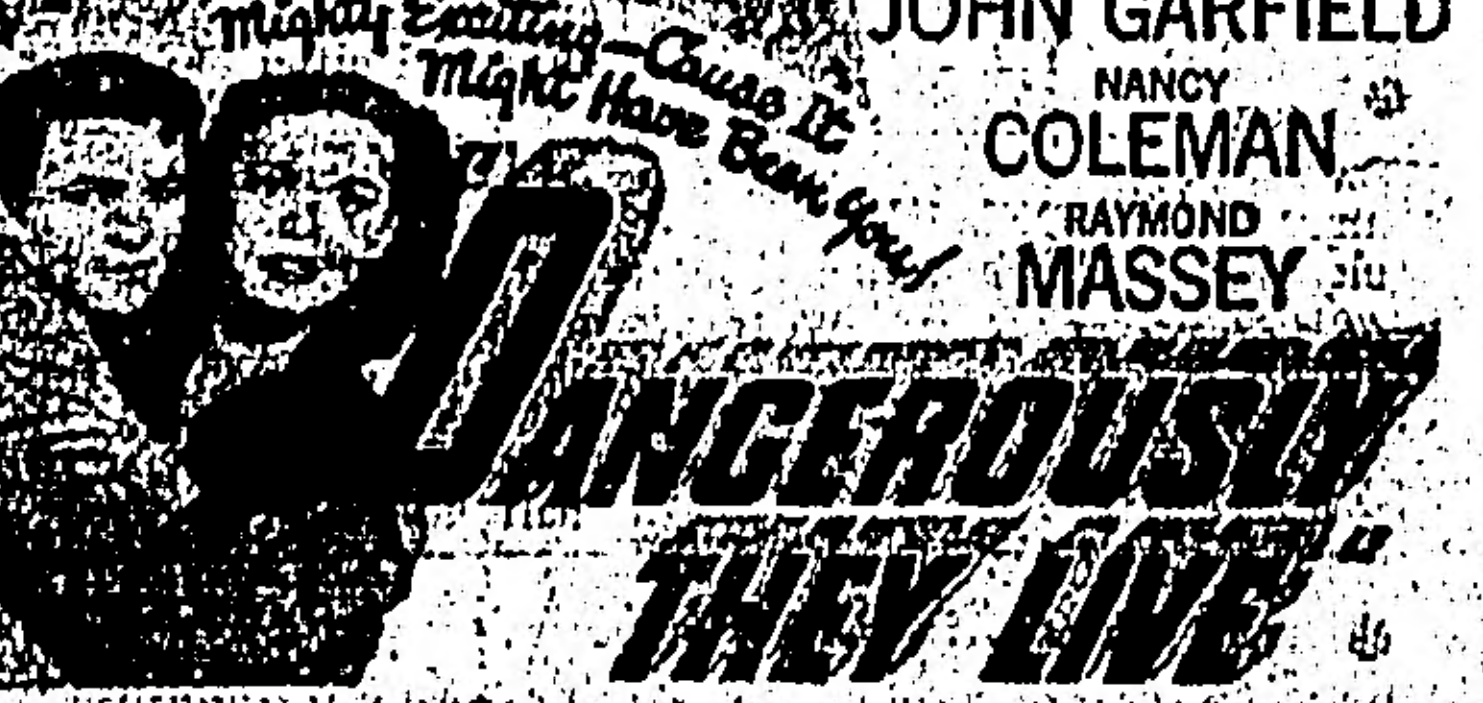 Mighty Exciting—Cause It
Might Have Been You!
JOHN GARFIELD
NANCY
COLEMAN
RAYMOND
MASSEY
"DANGEROUSLY
THEY LIVE"